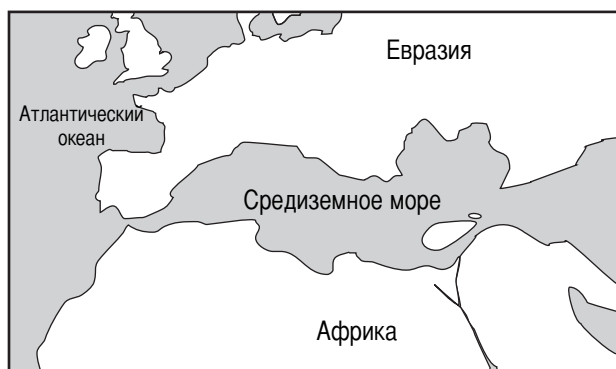 Евразия
Атлантический
океан
Средиземное море
Африка